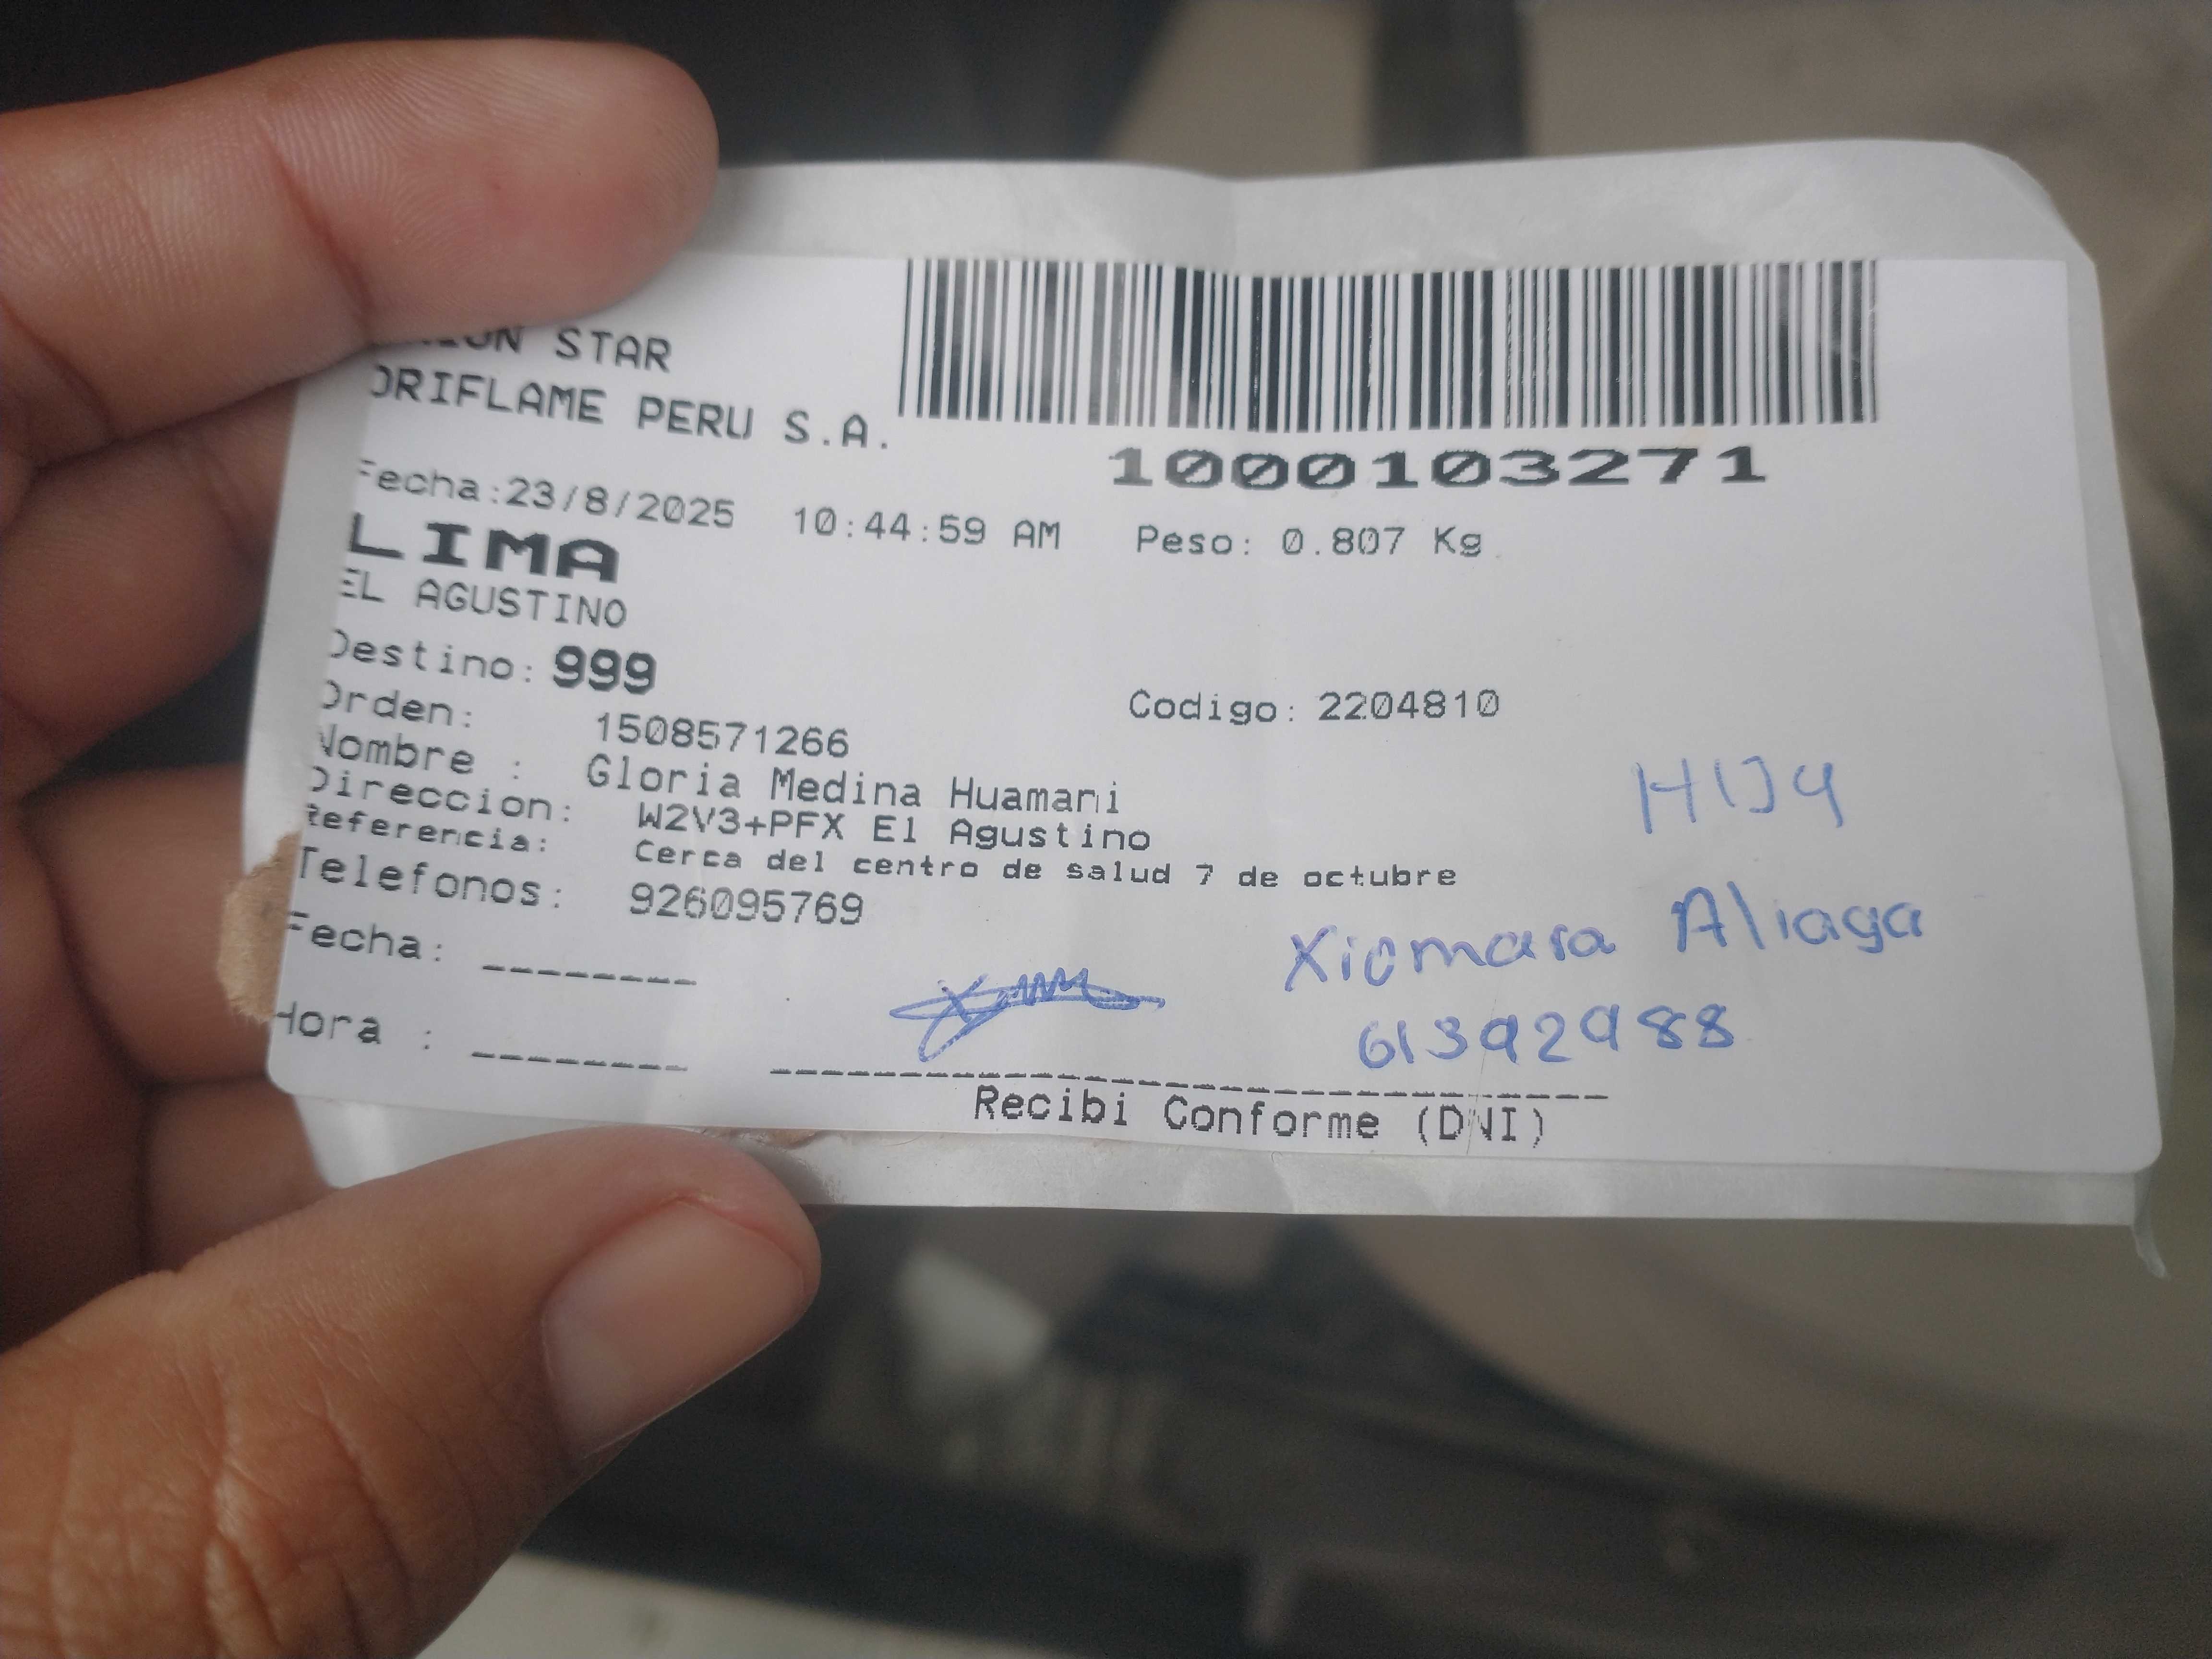 STAR
ORIFLAME PERU S.A.
1000103271
Fecha:23/8/2025 10:44:59 AM Peso: 0.807 Kg
LIMA
EL AGUSTINO
Destino: 999
Orden: 1508571266 Codigo: 2204810
Nombre : Gloria Medina Huamani
Direccion: W2V3+PFX El Agustino
Referencia: Cerca del centro de salud 7 de octubre
Telefonos: 926095769
Fecha: --------
Hora : --------
HIJA
Xiomara Aliaga
61392988
Recibi Conforme (DNI)